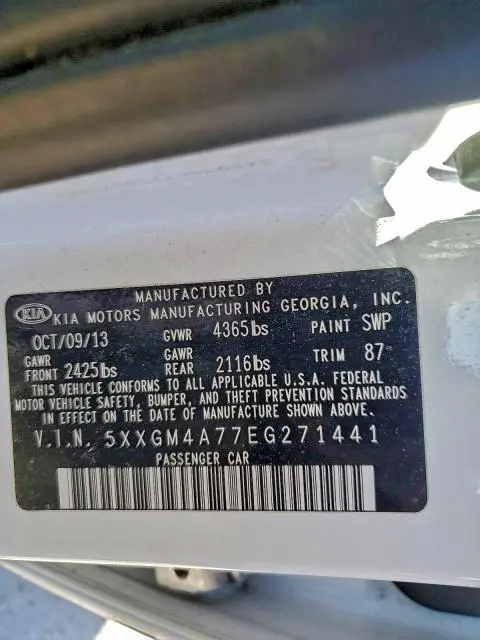 MANUFACTURED BY
KIA KIA MOTORS MANUFACTURING GEORGIA, INC.
OCT/09/13 GVWR 4365lbs PAINT SWP
GAWR FRONT 2425lbs GAWR REAR 2116lbs TRIM 87
THIS VEHICLE CONFORMS TO ALL APPLICABLE U.S.A. FEDERAL
MOTOR VEHICLE SAFETY, BUMPER, AND THEFT PREVENTION STANDARDS
IN EFFECT ON THE DATE OF MANUFACTURE SHOWN ABOVE.
V.I.N. 5XXGM4A77EG271441
PASSENGER CAR